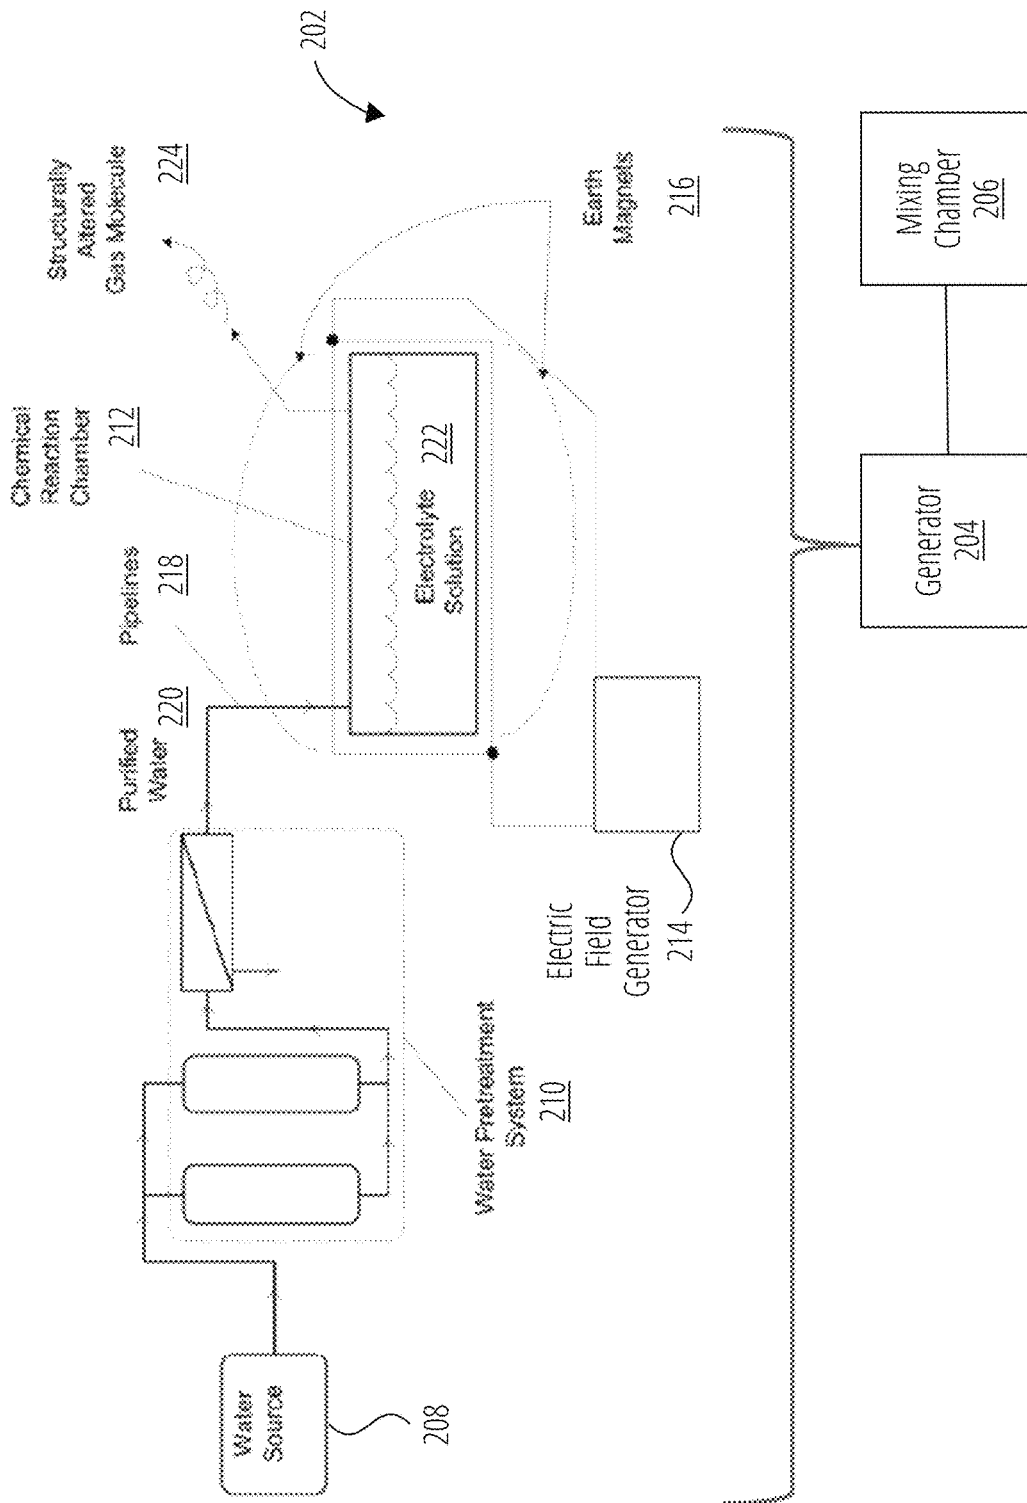 202
Structurally
Altered
Gas Molecule
224
Chemical
Reaction
Chamber
212
Pipelines
218
Purified
Water
220
Earth
Magnets
216
Electrolyte
Solution
222
Electric
Field
Generator
214
Water Pretreatment
System
210
Water
Source
208
Mixing
Chamber
206
Generator
204